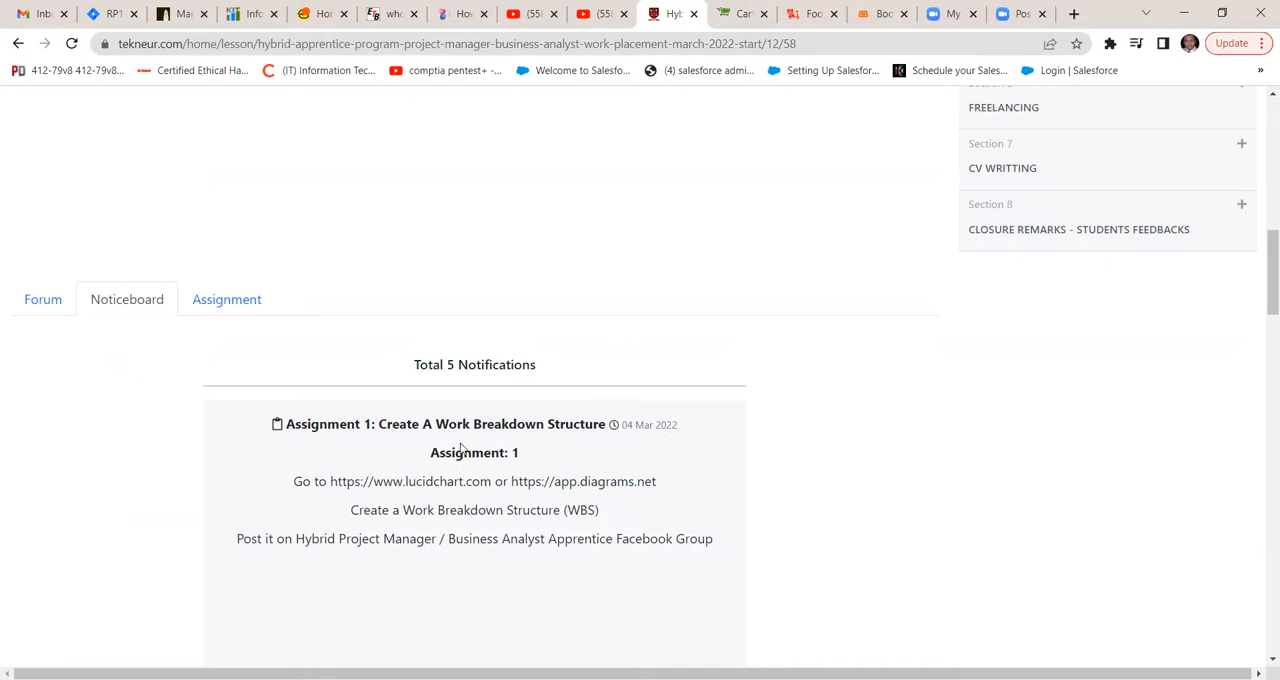 Inb
RP1
Ma
Info
Hor
who
Hov
(55
(55
Hyb
Car
Foo
Boo
My
Pos
tekneur.com/home/lesson/hybrid-apprentice-program-project-manager-business-analyst-work-placement-march-2022-start/12/58
Update
412-79v8 412-79v8...
Certified Ethical Ha...
(IT) Information Tec...
comptia pentest+ -...
Welcome to Salesfo...
(4) salesforce admi...
Setting Up Salesfor...
Schedule your Sales...
Login | Salesforce
»
FREELANCING
Section 7
CV WRITTING
Section 8
CLOSURE REMARKS - STUDENTS FEEDBACKS
Forum
Noticeboard
Assignment
Total 5 Notifications
Assignment 1: Create A Work Breakdown Structure 04 Mar 2022
Assignment: 1
Go to https://www.lucidchart.com or https://app.diagrams.net
Create a Work Breakdown Structure (WBS)
Post it on Hybrid Project Manager / Business Analyst Apprentice Facebook Group